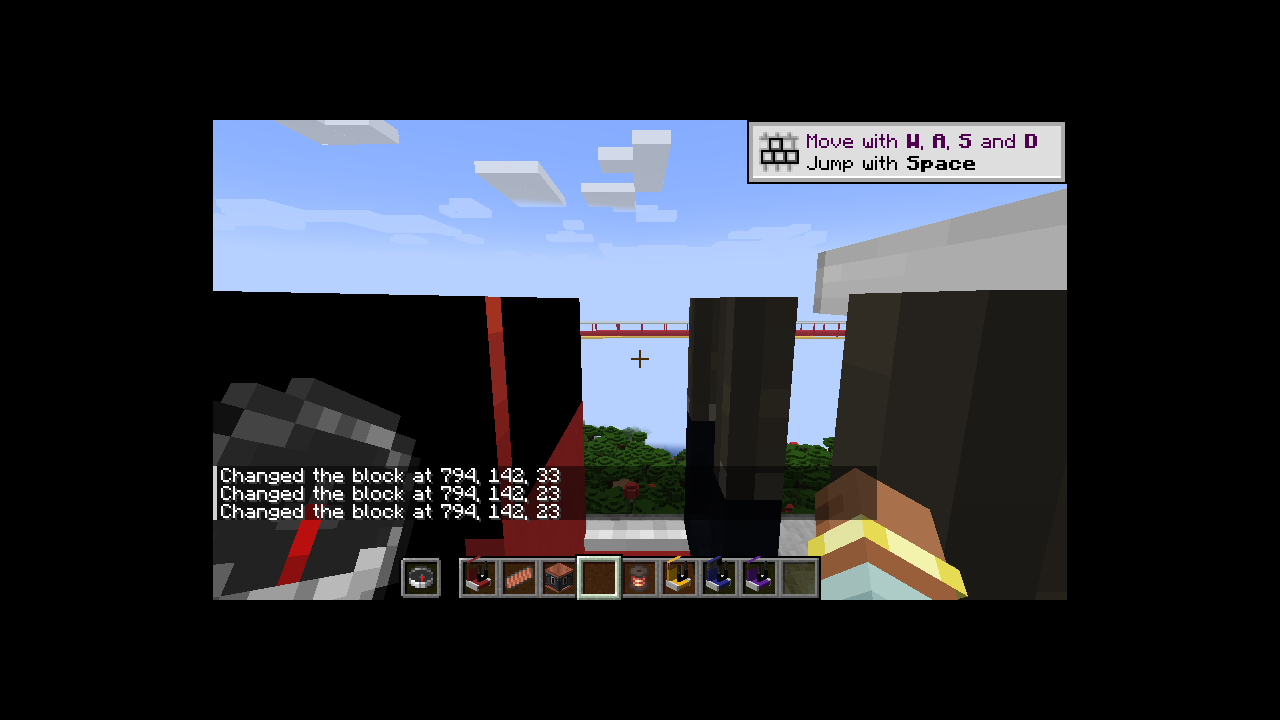 Move with W, A, S and D
Jump with Space
Changed the block at 794, 142, 23
Changed the block at 794, 142, 23
Changed the block at 794, 142, 23